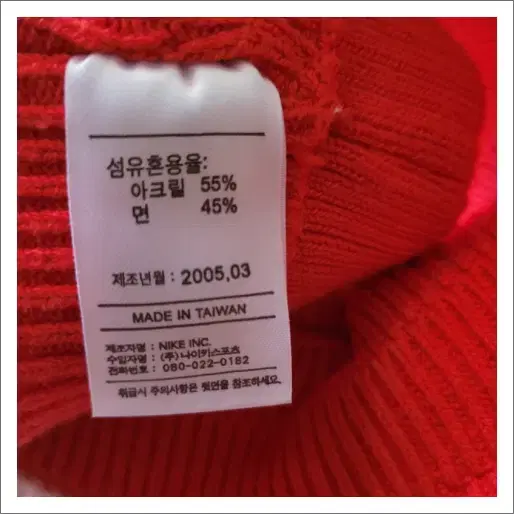 섬유혼용율:
아크릴 55%
면 45%
제조년월 : 2005.03
MADE IN TAIWAN
제조자명 : NIKE INC.
수입자명 : (주)나이키스포츠
전화번호 : 080-022-0182
취급시 주의사항은 뒷면을 참조하세요.